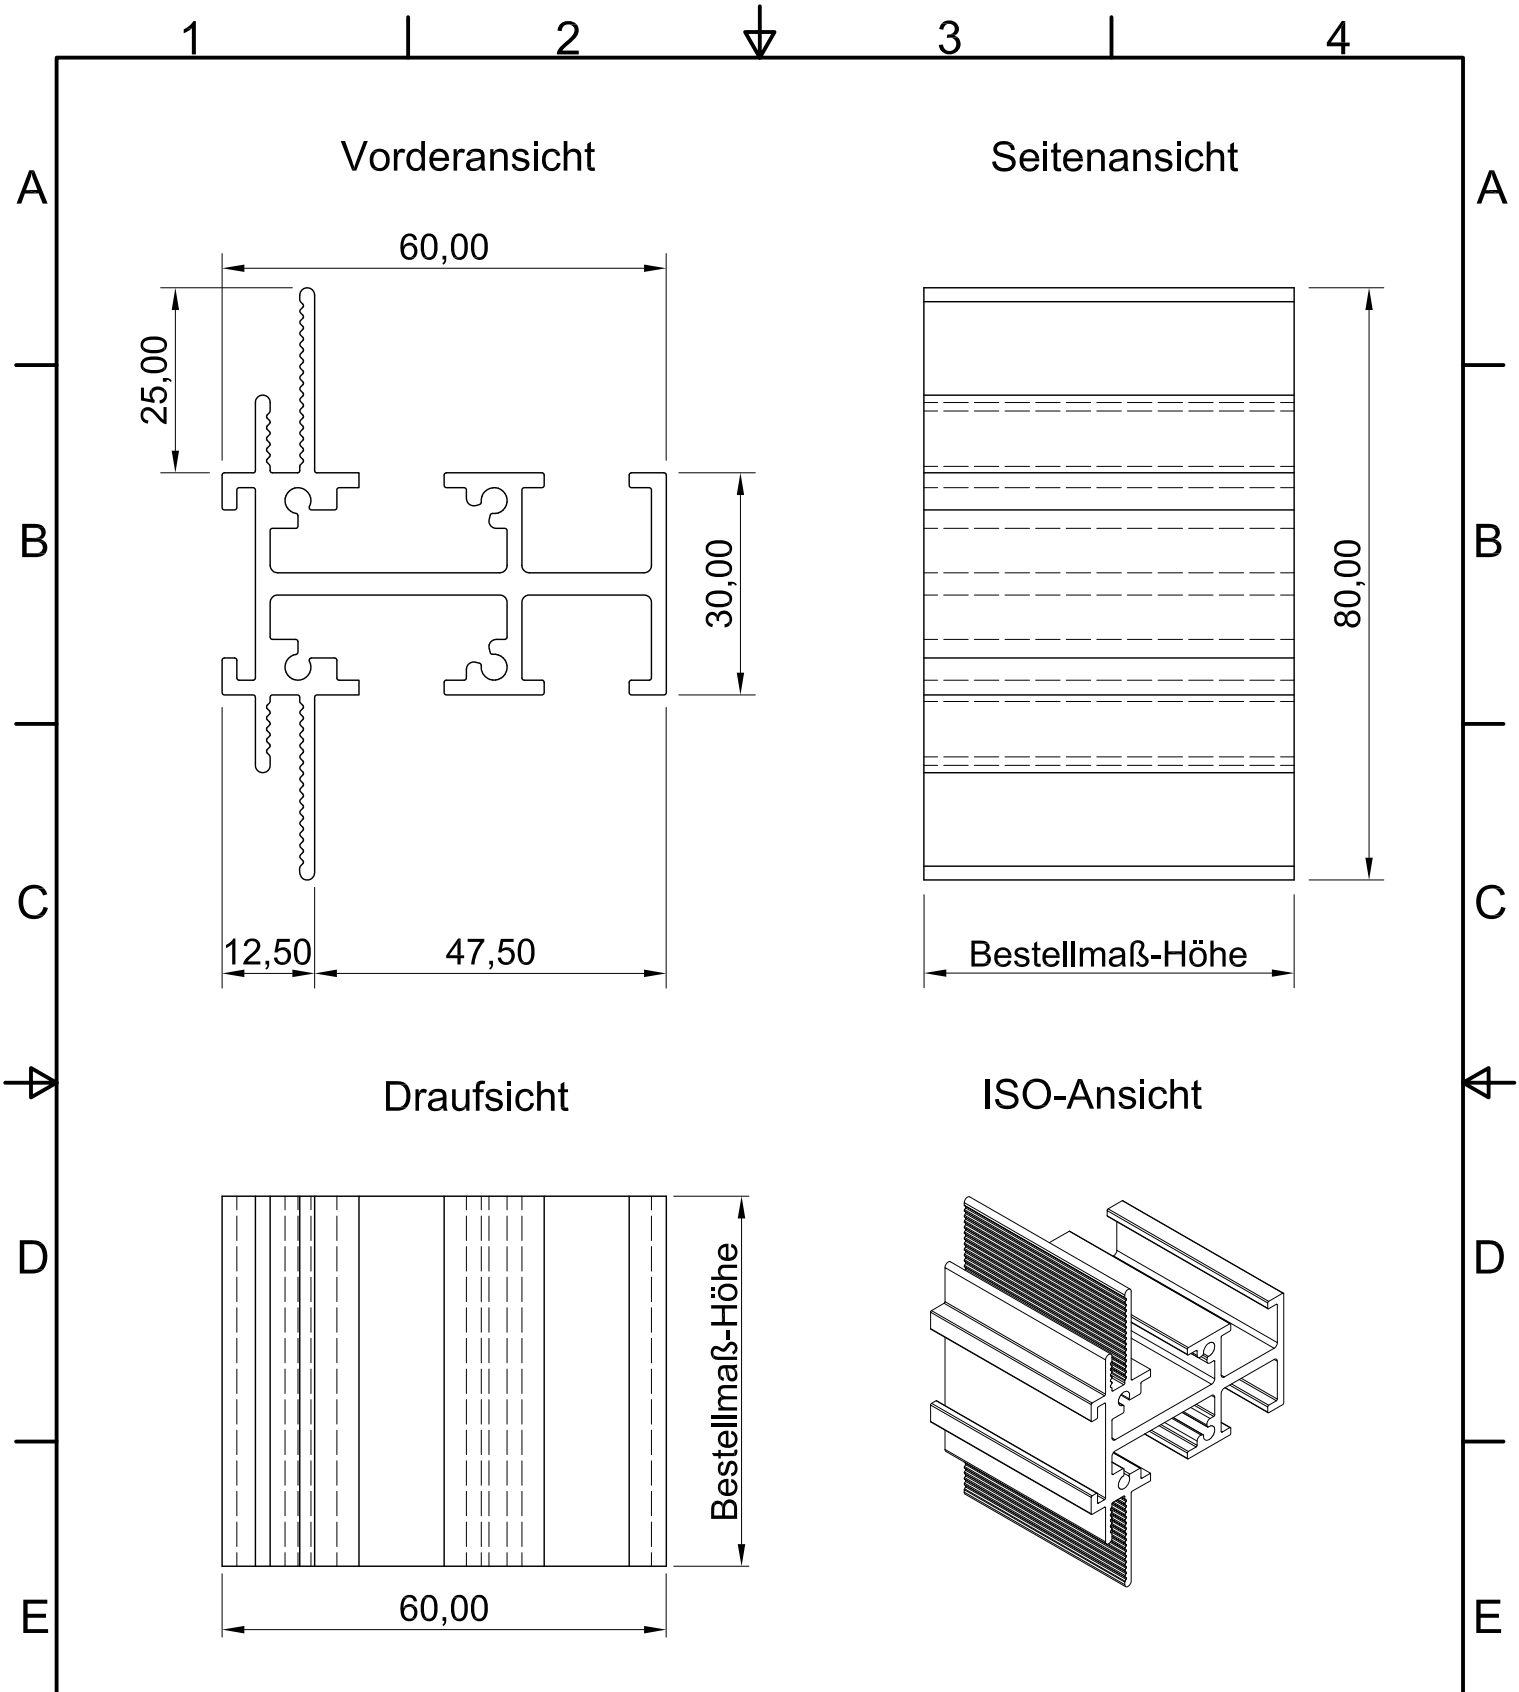 1 2 3 4
Vorderansicht Seitenansicht
A A
60,00
25,00
B B
30,00
80,00
C C
12,50 47,50 Bestellmaß-Höhe
Draufsicht ISO-Ansicht
D D
Bestellmaß-Höhe
60,00
E E